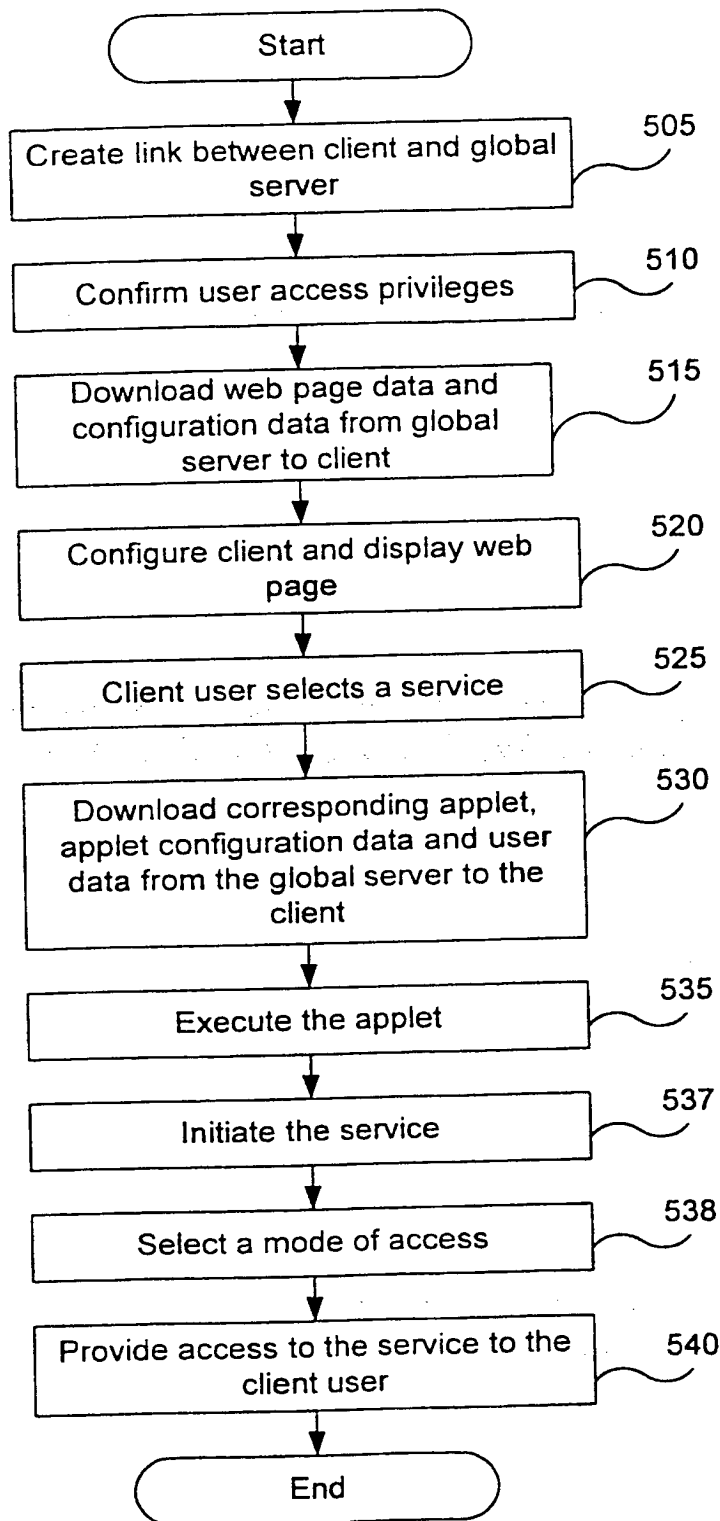 Start
Create link between client and global
server
505
Confirm user access privileges
510
Download web page data and
configuration data from global
server to client
515
Configure client and display web
page
520
Client user selects a service
525
Download corresponding applet,
applet configuration data and user
data from the global server to the
client
530
Execute the applet
535
Initiate the service
537
Select a mode of access
538
Provide access to the service to the
client user
540
End